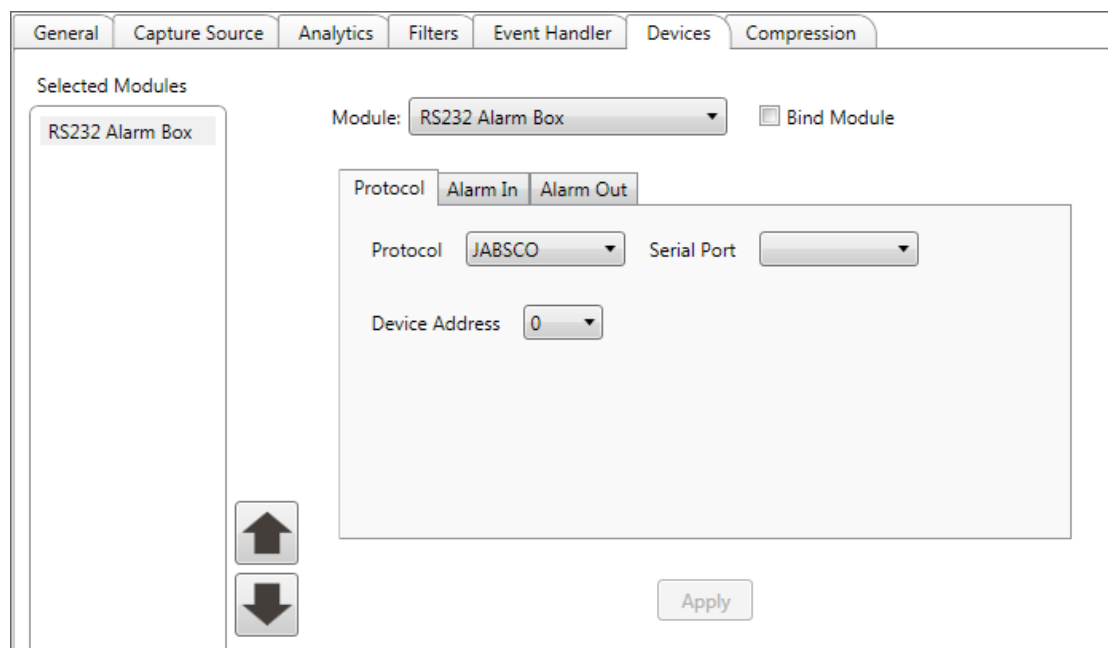 General Capture Source Analytics Filters Event Handler Devices Compression
Selected Modules
RS232 Alarm Box
Module: RS232 Alarm Box Bind Module
Protocol Alarm In Alarm Out
Protocol JABSCO Serial Port
Device Address 0
Apply